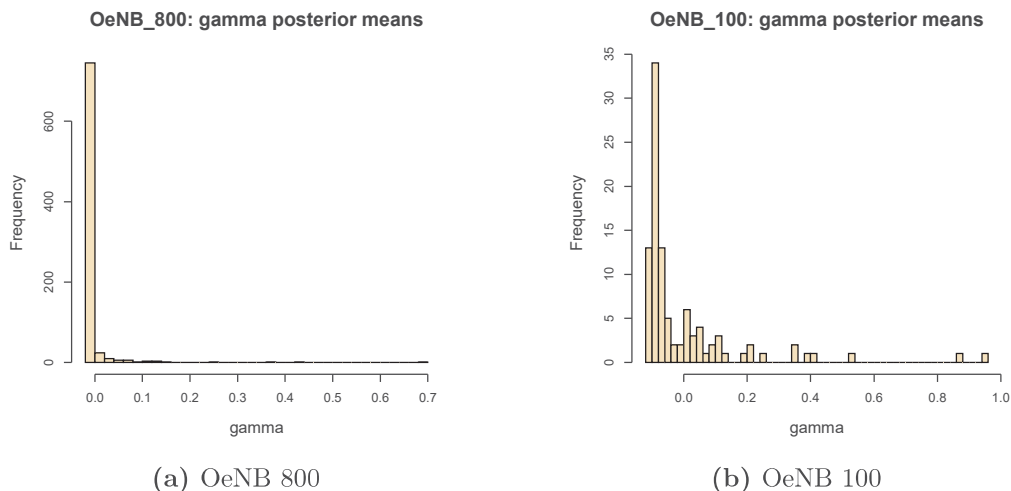 OeNB_800: gamma posterior means
Frequency
0
200
400
600
0.0 0.1 0.2 0.3 0.4 0.5 0.6 0.7
gamma
(a) OeNB 800
OeNB_100: gamma posterior means
Frequency
0
5
10
15
20
25
30
35
0.0 0.2 0.4 0.6 0.8 1.0
gamma
(b) OeNB 100